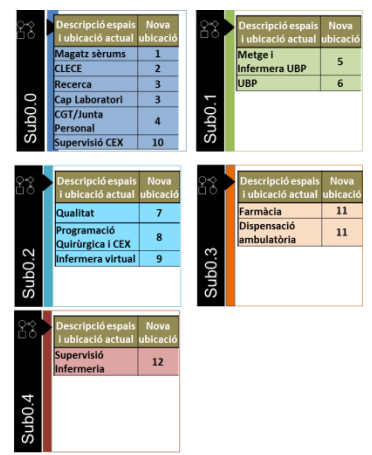 Sub0.0
Descripció espais i ubicació actual Nova ubicació
Magatz sèrums 1
CLECE 2
Recerca 3
Cap Laboratori 3
CGT/Junta Personal 4
Supervisió CEX 10
Sub0.1
Descripció espais i ubicació actual Nova ubicació
Metge i Infermera UBP 5
UBP 6
Sub0.2
Descripció espais i ubicació actual Nova ubicació
Qualitat 7
Programació Quirùrgica i CEX 8
Infermera virtual 9
Sub0.3
Descripció espais i ubicació actual Nova ubicació
Farmàcia 11
Dispensació ambulatòria 11
Sub0.4
Descripció espais i ubicació actual Nova ubicació
Supervisió Infermeria 12